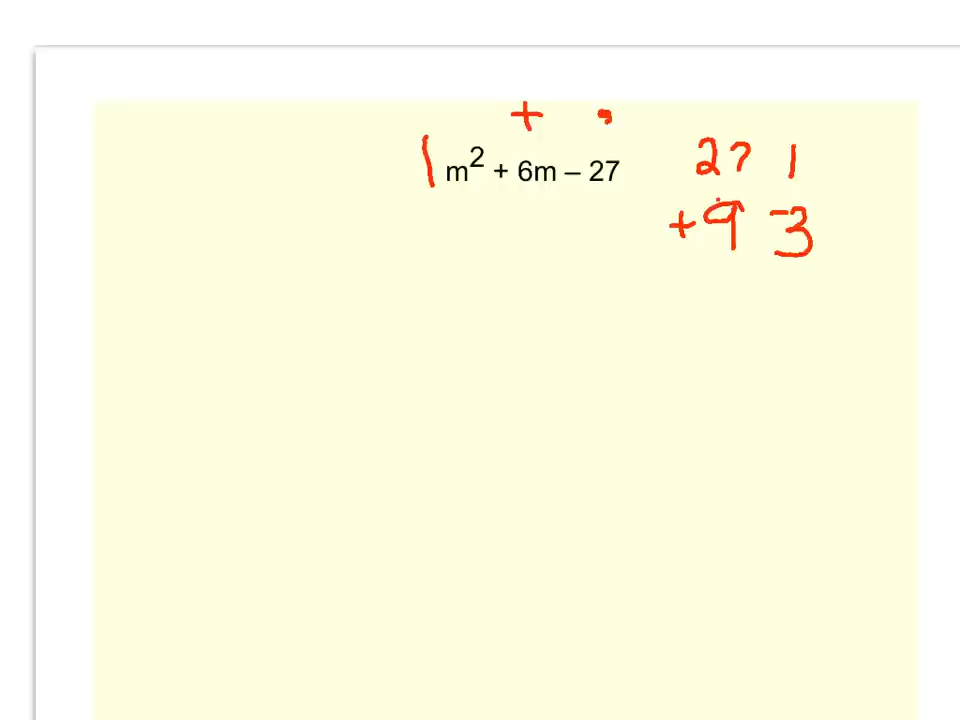 + •
1 m² + 6m – 27 27 1
+9 -3